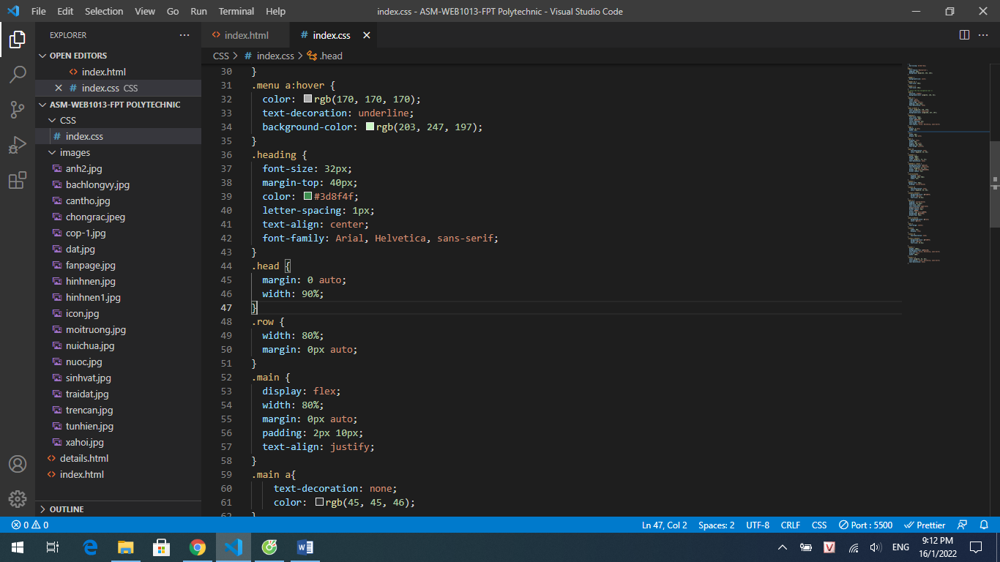 File Edit Selection View Go Run Terminal Help
index.css - ASM-WEB1013-FPT Polytechnic - Visual Studio Code
EXPLORER
OPEN EDITORS
index.html
index.css CSS
ASM-WEB1013-FPT POLYTECHNIC
CSS
index.css
images
anh2.jpg
bachlongvy.jpg
cantho.jpg
chongrac.jpeg
cop-1.jpg
dat.jpg
fanpage.jpg
hinhnen.jpg
hinhnen1.jpg
icon.jpg
moitruong.jpg
nuichua.jpg
nuoc.jpg
sinhvat.jpg
traidat.jpg
trencan.jpg
tunhien.jpg
xahoi.jpg
details.html
index.html
OUTLINE
index.html
# index.css
CSS > # index.css > .head
30 }
31 .menu a:hover {
32   color: rgb(170, 170, 170);
33   text-decoration: underline;
34   background-color: rgb(203, 247, 197);
35 }
36 .heading {
37   font-size: 32px;
38   margin-top: 40px;
39   color: #3d8f4f;
40   letter-spacing: 1px;
41   text-align: center;
42   font-family: Arial, Helvetica, sans-serif;
43 }
44 .head {
45   margin: 0 auto;
46   width: 90%;
47 }
48 .row {
49   width: 80%;
50   margin: 0px auto;
51 }
52 .main {
53   display: flex;
54   width: 80%;
55   margin: 0px auto;
56   padding: 2px 10px;
57   text-align: justify;
58 }
59 .main a{
60     text-decoration: none;
61     color: rgb(45, 45, 46);
62 }
0 0
Ln 47, Col 2 Spaces: 2 UTF-8 CRLF CSS Port : 5500 Prettier
ENG
9:12 PM
16/1/2022